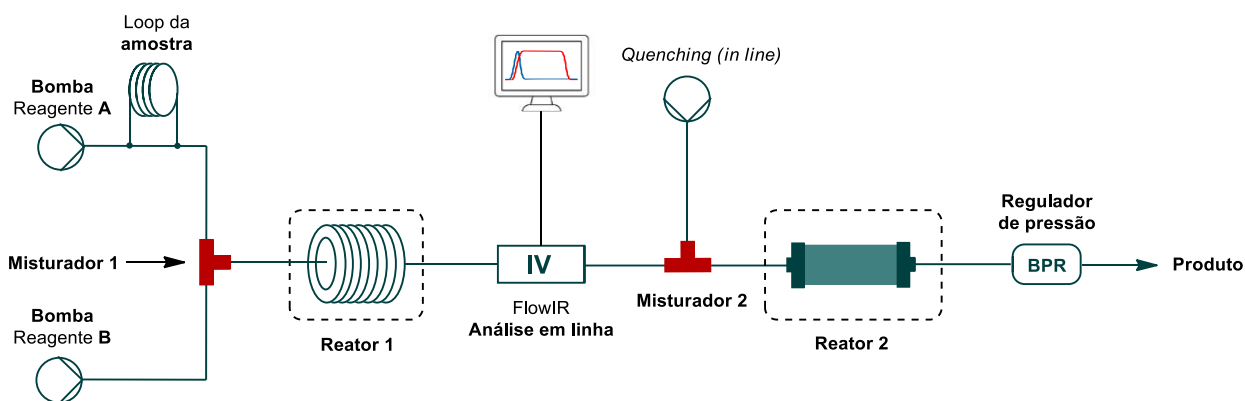 Loop da
amostra
Bomba
Reagente A
Misturador 1
Bomba
Reagente B
Reator 1
IV
FlowIR
Análise em linha
Quenching (in line)
Misturador 2
Reator 2
Regulador
de pressão
BPR
Produto